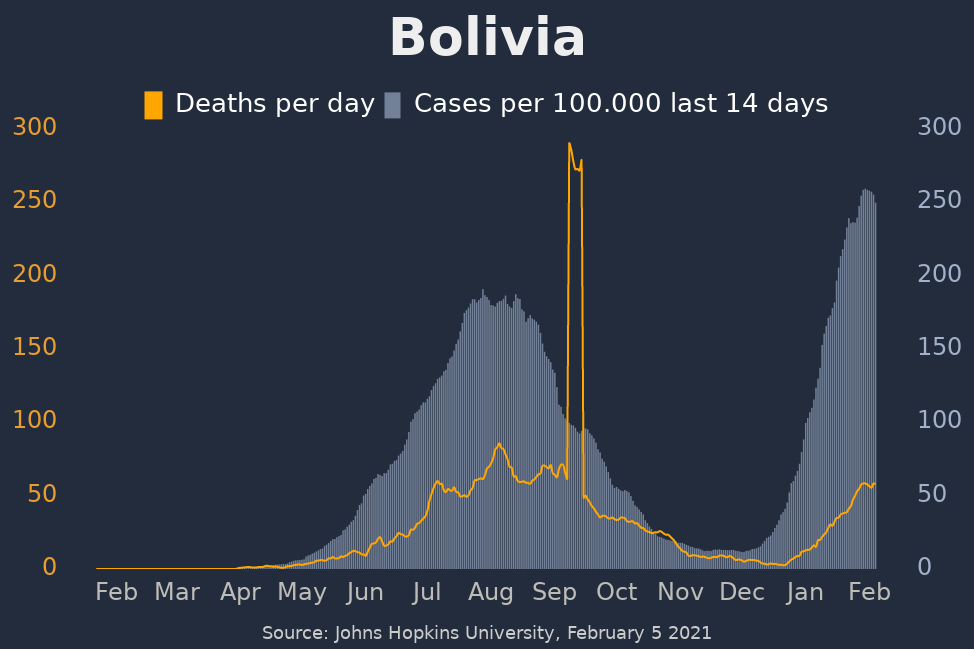 Bolivia
Deaths per day Cases per 100.000 last 14 days
300 300
250 250
200 200
150 150
100 100
50 50
0 0
Feb Mar Apr May Jun Jul Aug Sep Oct Nov Dec Jan Feb
Source: Johns Hopkins University, February 5 2021